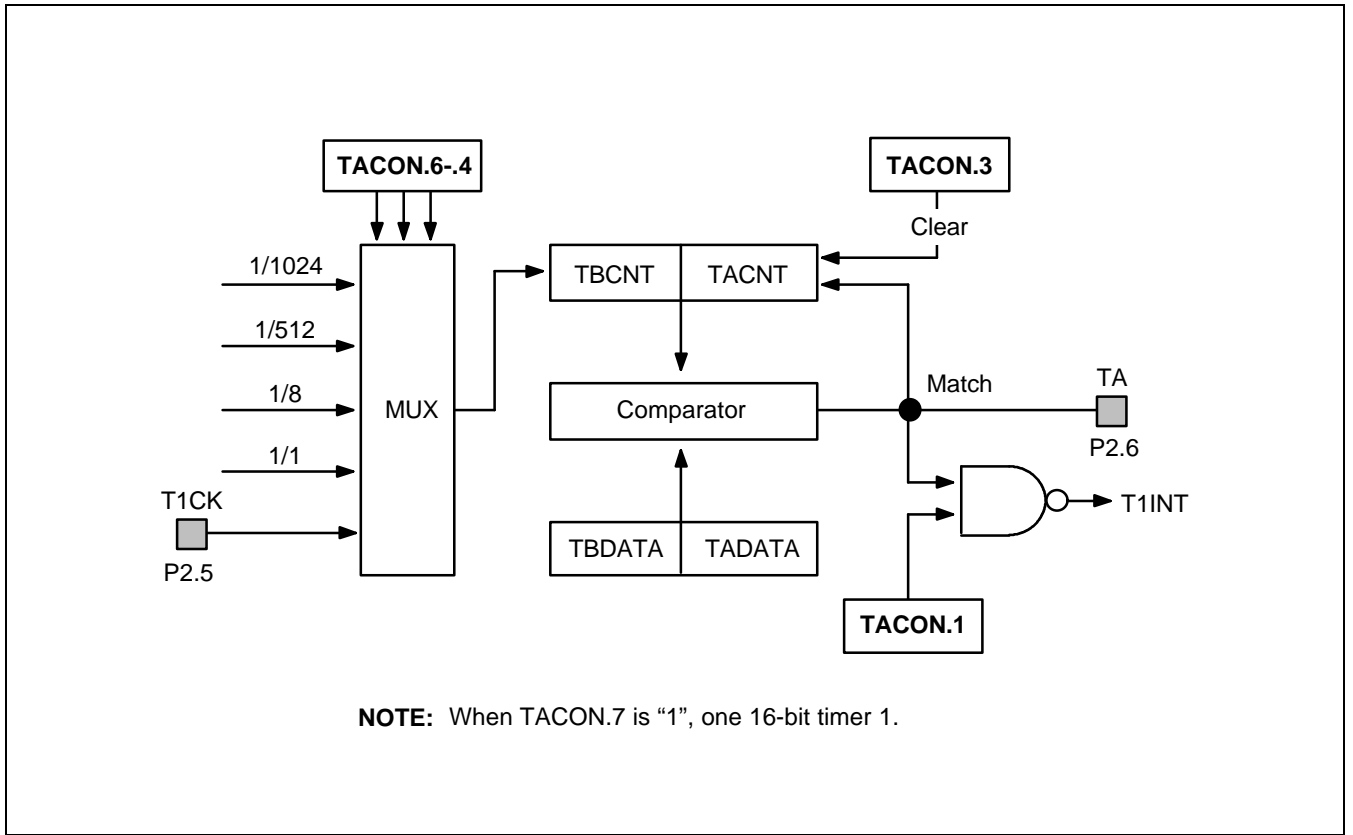 TACON.6-.4
TACON.3
Clear
1/1024
TBCNT
TACNT
1/512
1/8
MUX
Comparator
Match
TA
P2.6
1/1
T1CK
P2.5
TBDATA
TADATA
T1INT
TACON.1
NOTE: When TACON.7 is “1”, one 16-bit timer 1.